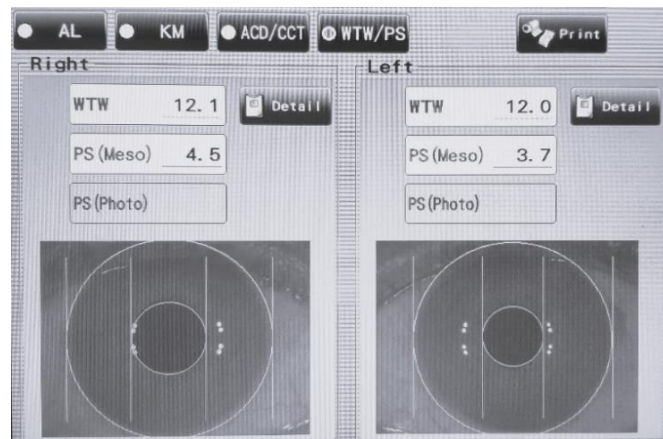 AL KM ACD/CCT WTW/PS Print
Right Left
WTW 12.1 Detail
PS(Meso) 4.5
PS(Photo)
WTW 12.0 Detail
PS(Meso) 3.7
PS(Photo)